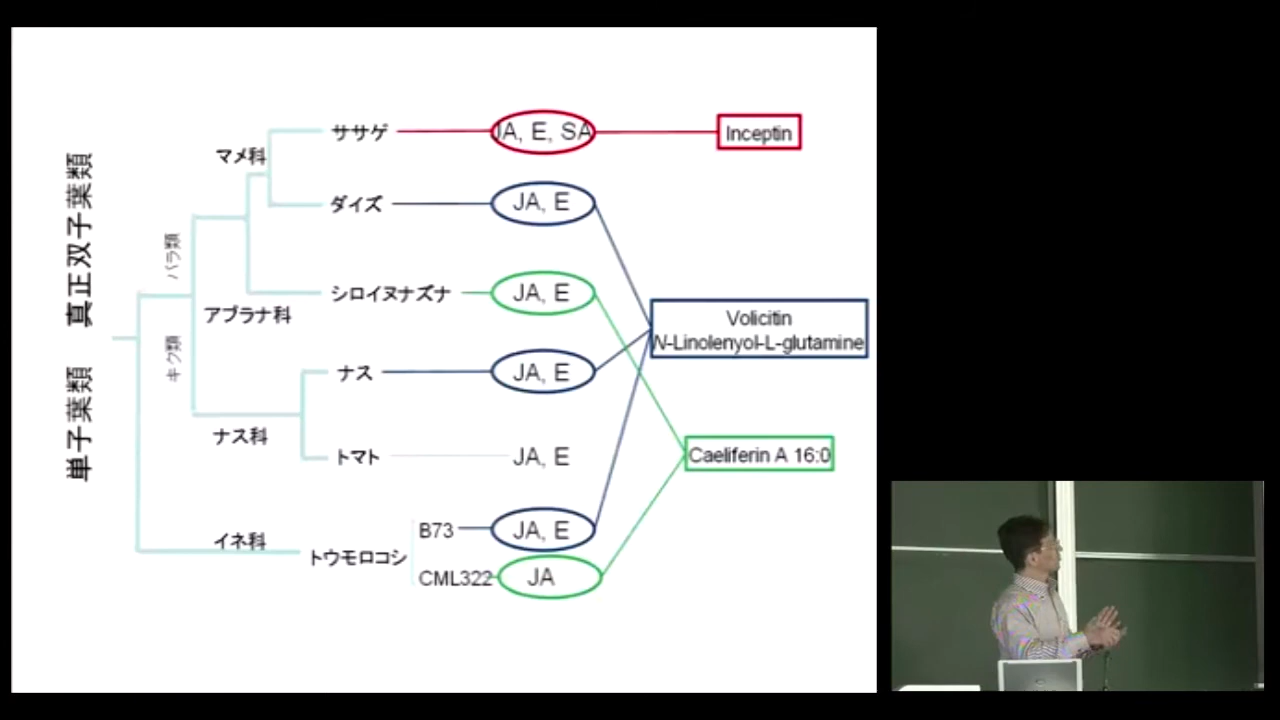 真正双子葉類
単子葉類
バラ類
キク類
マメ科
アブラナ科
ナス科
イネ科
ササゲ
JA, E, SA
Inceptin
ダイズ
JA, E
シロイヌナズナ
JA, E
Volicitin
N-Linolenyol-L-glutamine
ナス
JA, E
トマト
JA, E
Caeliferin A 16:0
トウモロコシ
B73
JA, E
CML322
JA